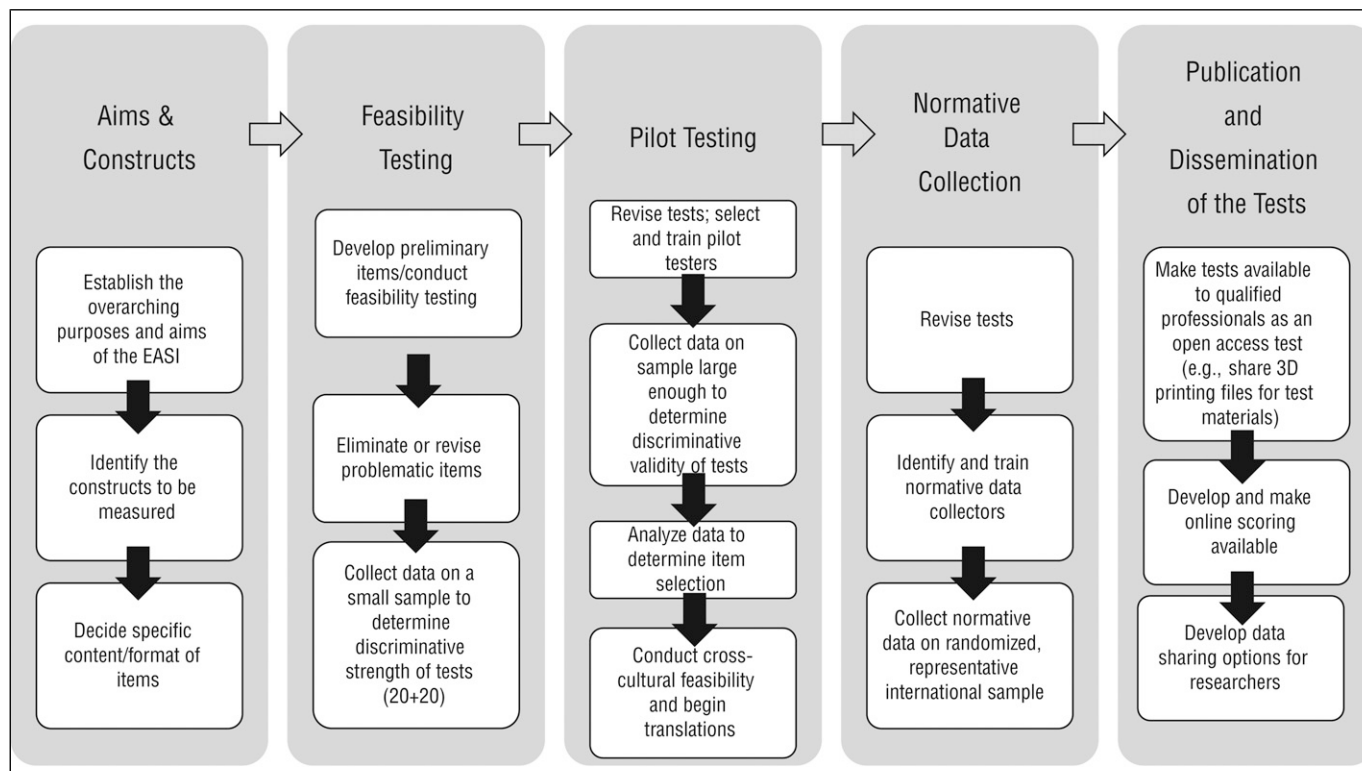 Aims &
Constructs
Establish the
overarching
purposes and aims
of the EASI
Identify the
constructs to be
measured
Decide specific
content/format of
items
Feasibility
Testing
Develop preliminary
items/conduct
feasibility testing
Eliminate or revise
problematic items
Collect data on a
small sample to
determine
discriminative
strength of tests
(20+20)
Pilot Testing
Revise tests; select
and train pilot
testers
Collect data on
sample large
enough to
determine
discriminative
validity of tests
Analyze data to
determine item
selection
Conduct cross-
cultural feasibility
and begin
translations
Normative
Data
Collection
Revise tests
Identify and train
normative data
collectors
Collect normative
data on randomized,
representative
international sample
Publication
and
Dissemination
of the Tests
Make tests available
to qualified
professionals as an
open access test
(e.g., share 3D
printing files for test
materials)
Develop and make
online scoring
available
Develop data
sharing options for
researchers